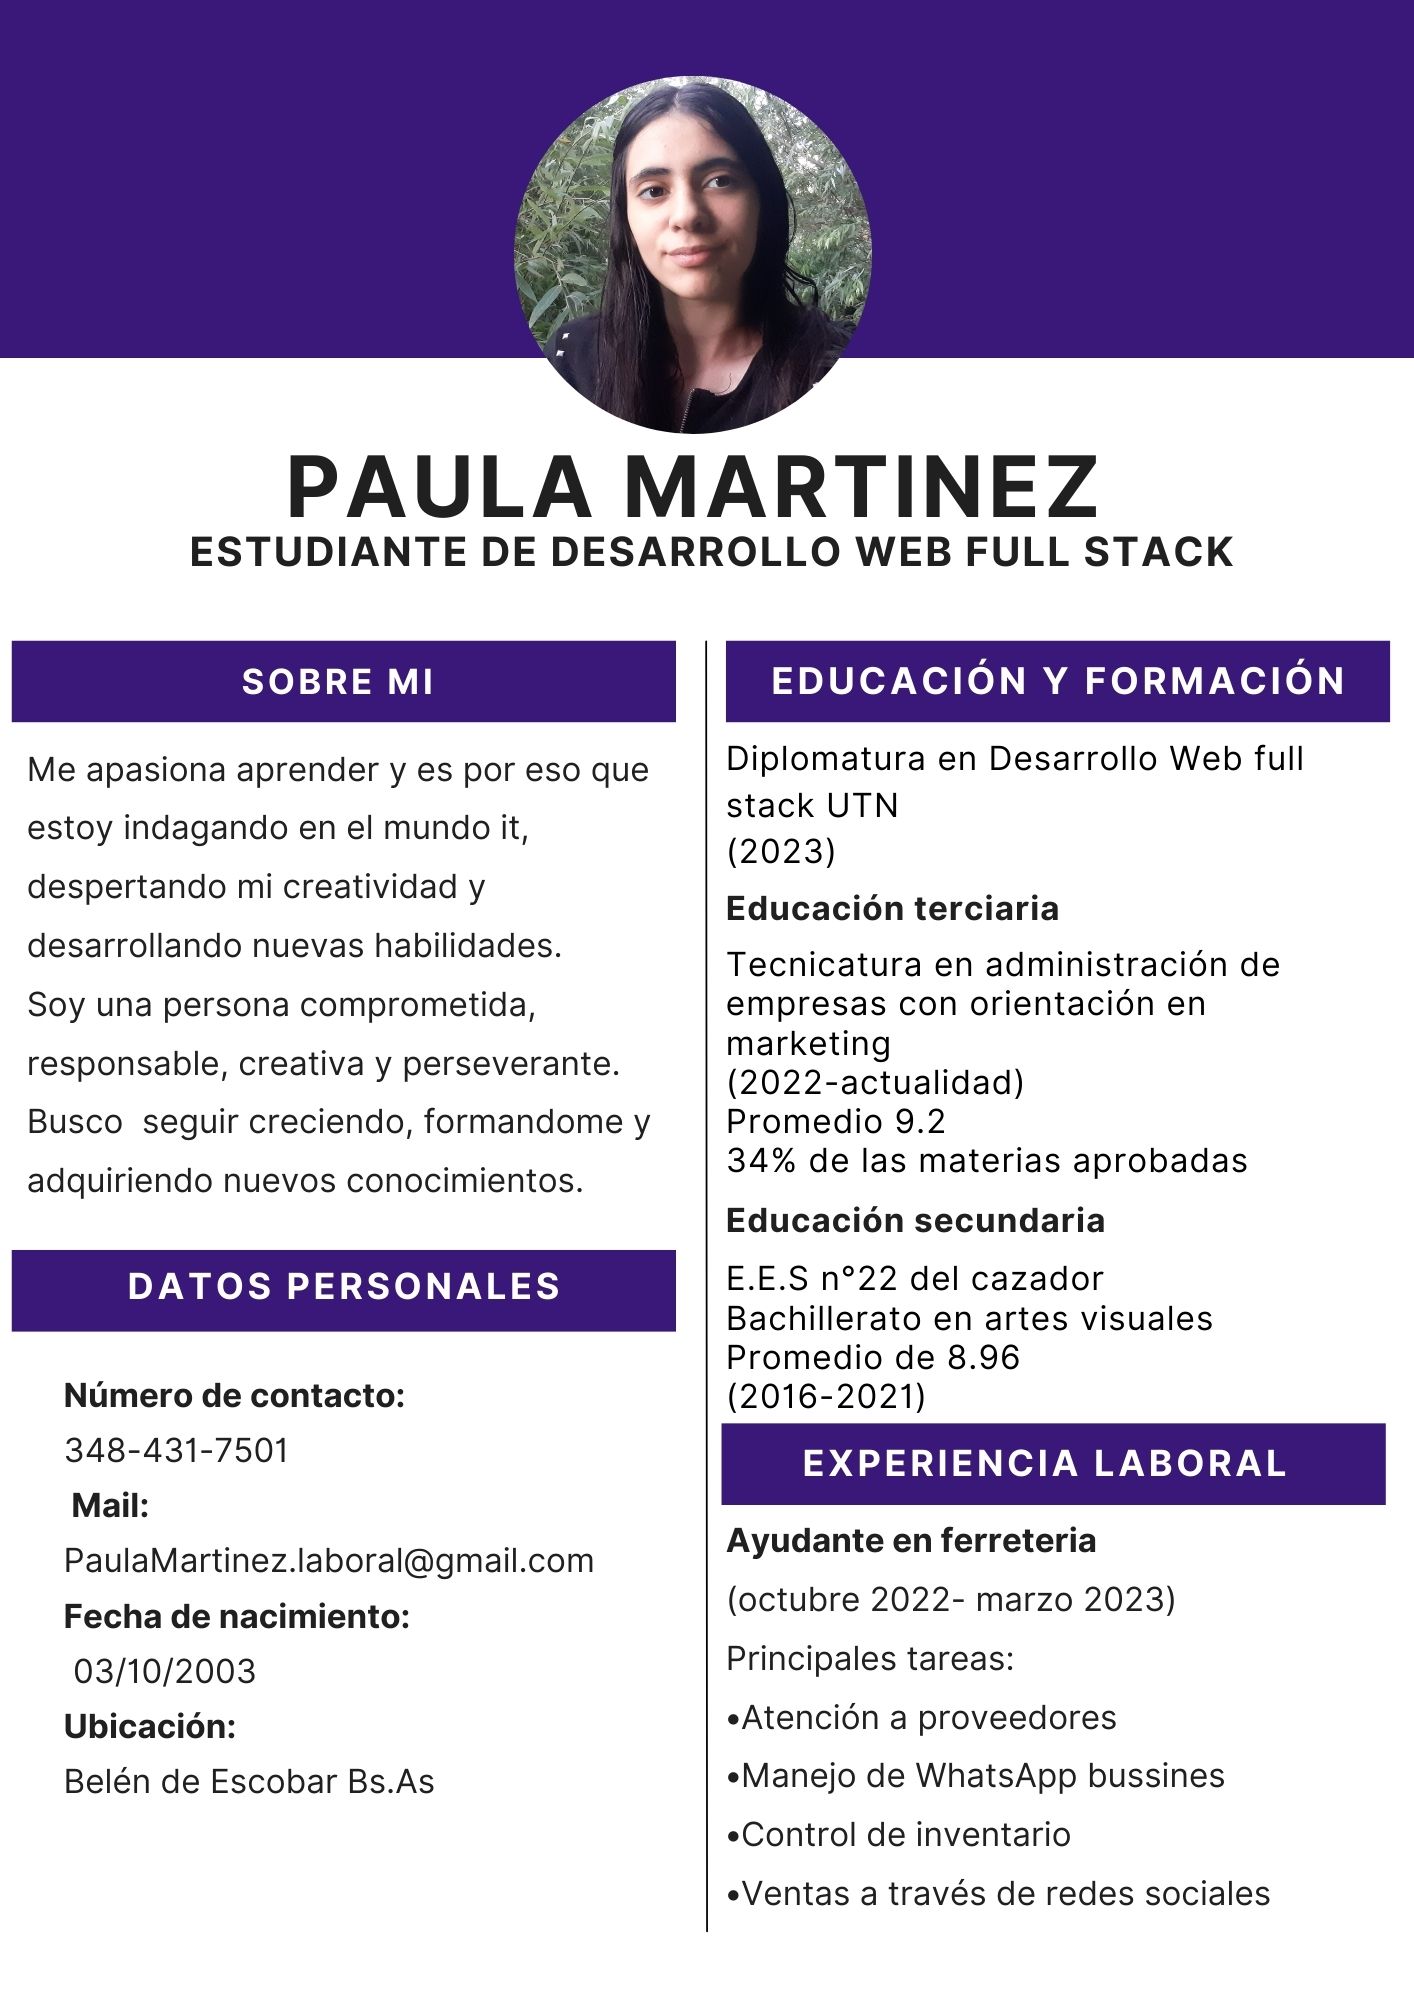 PAULA MARTINEZ
ESTUDIANTE DE DESARROLLO WEB FULL STACK
SOBRE MI
Me apasiona aprender y es por eso que
estoy indagando en el mundo it,
despertando mi creatividad y
desarrollando nuevas habilidades.
Soy una persona comprometida,
responsable, creativa y perseverante.
Busco  seguir creciendo, formandome y
adquiriendo nuevos conocimientos.
DATOS PERSONALES
Número de contacto:
348-431-7501
Mail:
PaulaMartinez.laboral@gmail.com
Fecha de nacimiento:
03/10/2003
Ubicación:
Belén de Escobar Bs.As
EDUCACIÓN Y FORMACIÓN
Diplomatura en Desarrollo Web full
stack UTN
(2023)
Educación terciaria
Tecnicatura en administración de
empresas con orientación en
marketing
(2022-actualidad)
Promedio 9.2
34% de las materias aprobadas
Educación secundaria
E.E.S n°22 del cazador
Bachillerato en artes visuales
Promedio de 8.96
(2016-2021)
EXPERIENCIA LABORAL
Ayudante en ferreteria
(octubre 2022- marzo 2023)
Principales tareas:
•Atención a proveedores
•Manejo de WhatsApp bussines
•Control de inventario
•Ventas a través de redes sociales